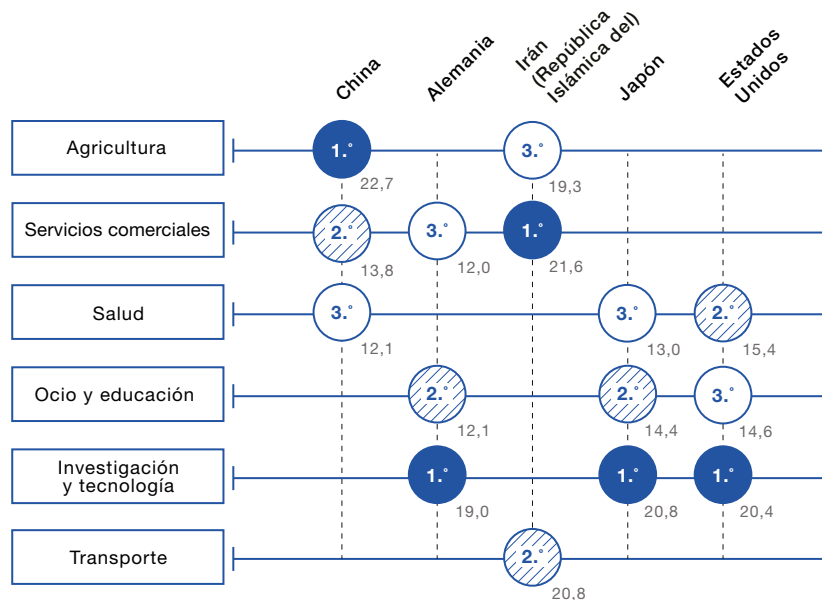 China
Alemania
Irán
(República
Islámica del)
Japón
Estados
Unidos
Agricultura
1.°
22,7
3.°
19,3
Servicios comerciales
2.°
13,8
3.°
12,0
1.°
21,6
Salud
3.°
12,1
3.°
13,0
2.°
15,4
Ocio y educación
2.°
12,1
2.°
14,4
3.°
14,6
Investigación
y tecnología
1.°
19,0
1.°
20,8
1.°
20,4
Transporte
2.°
20,8